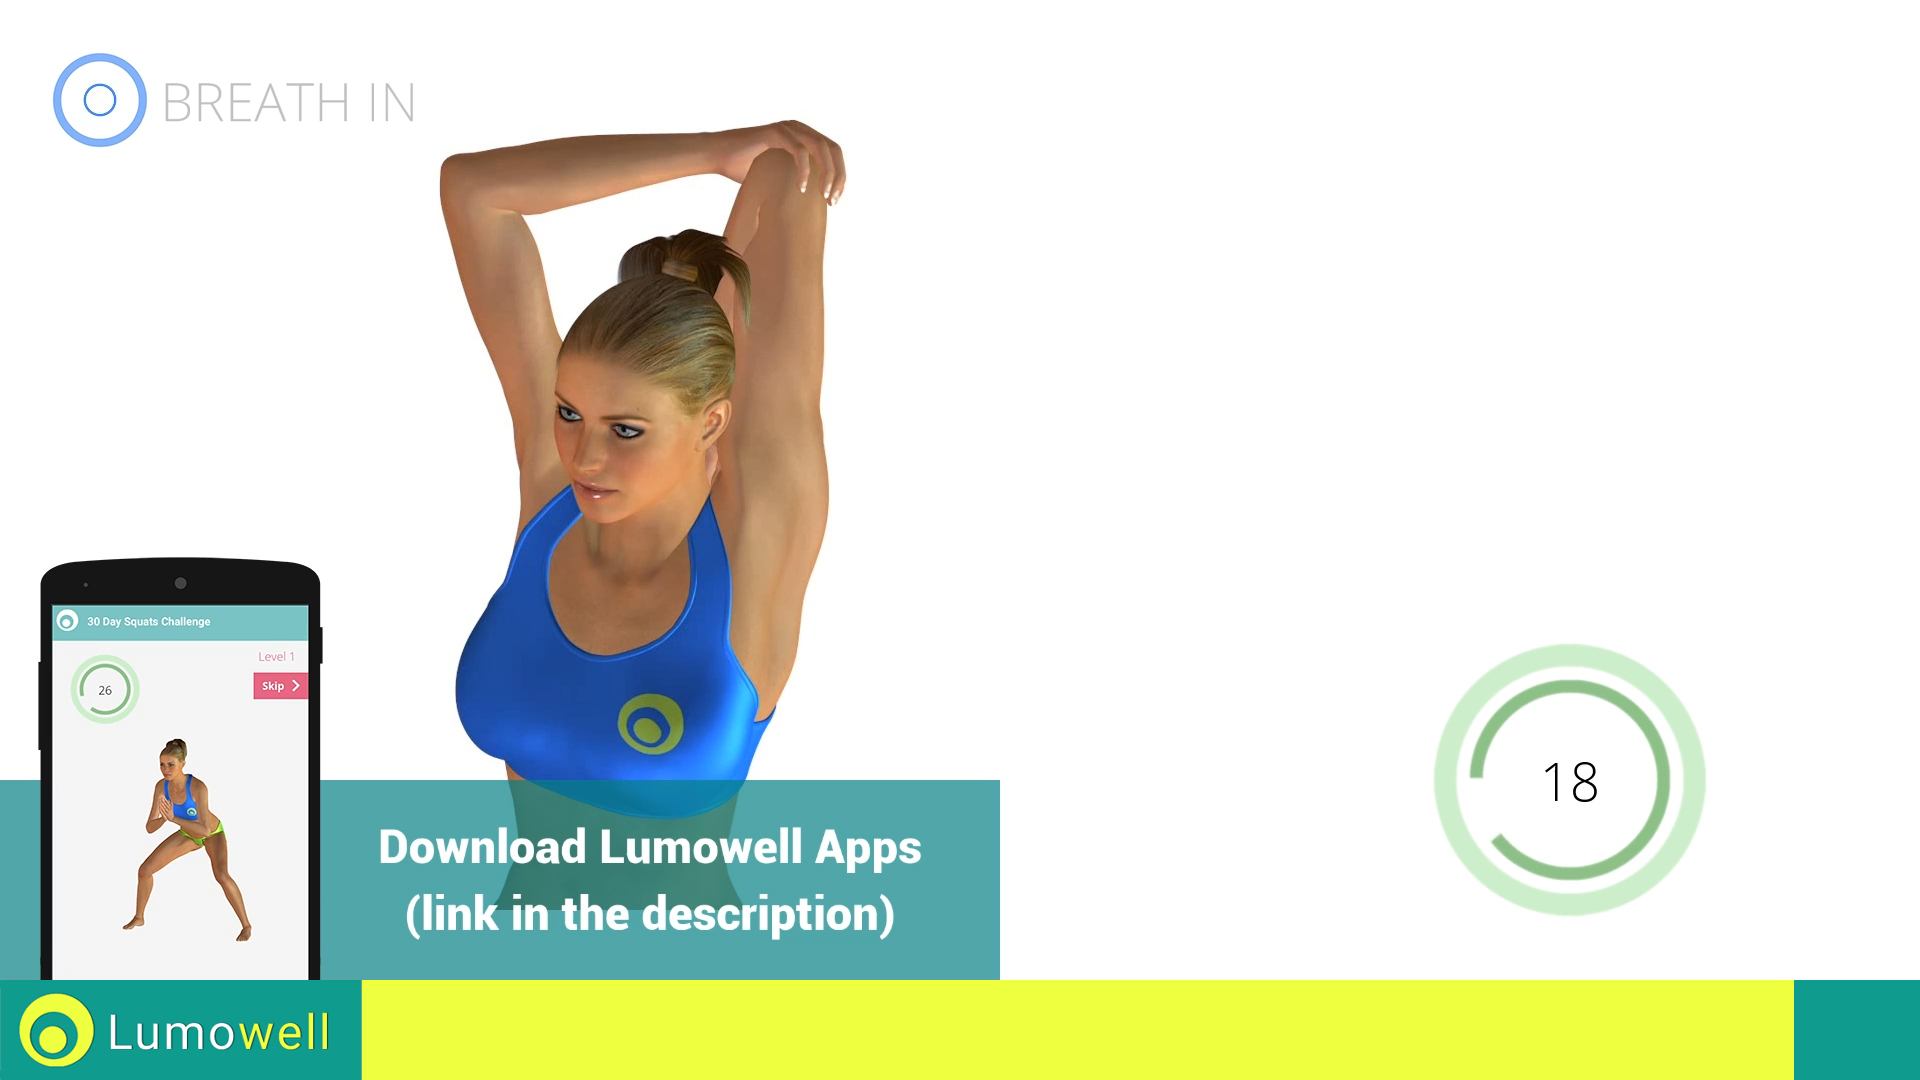 BREATH IN
30 Day Squats Challenge
Level 1
26
Skip
18
Download Lumowell Apps
(link in the description)
Lumowell